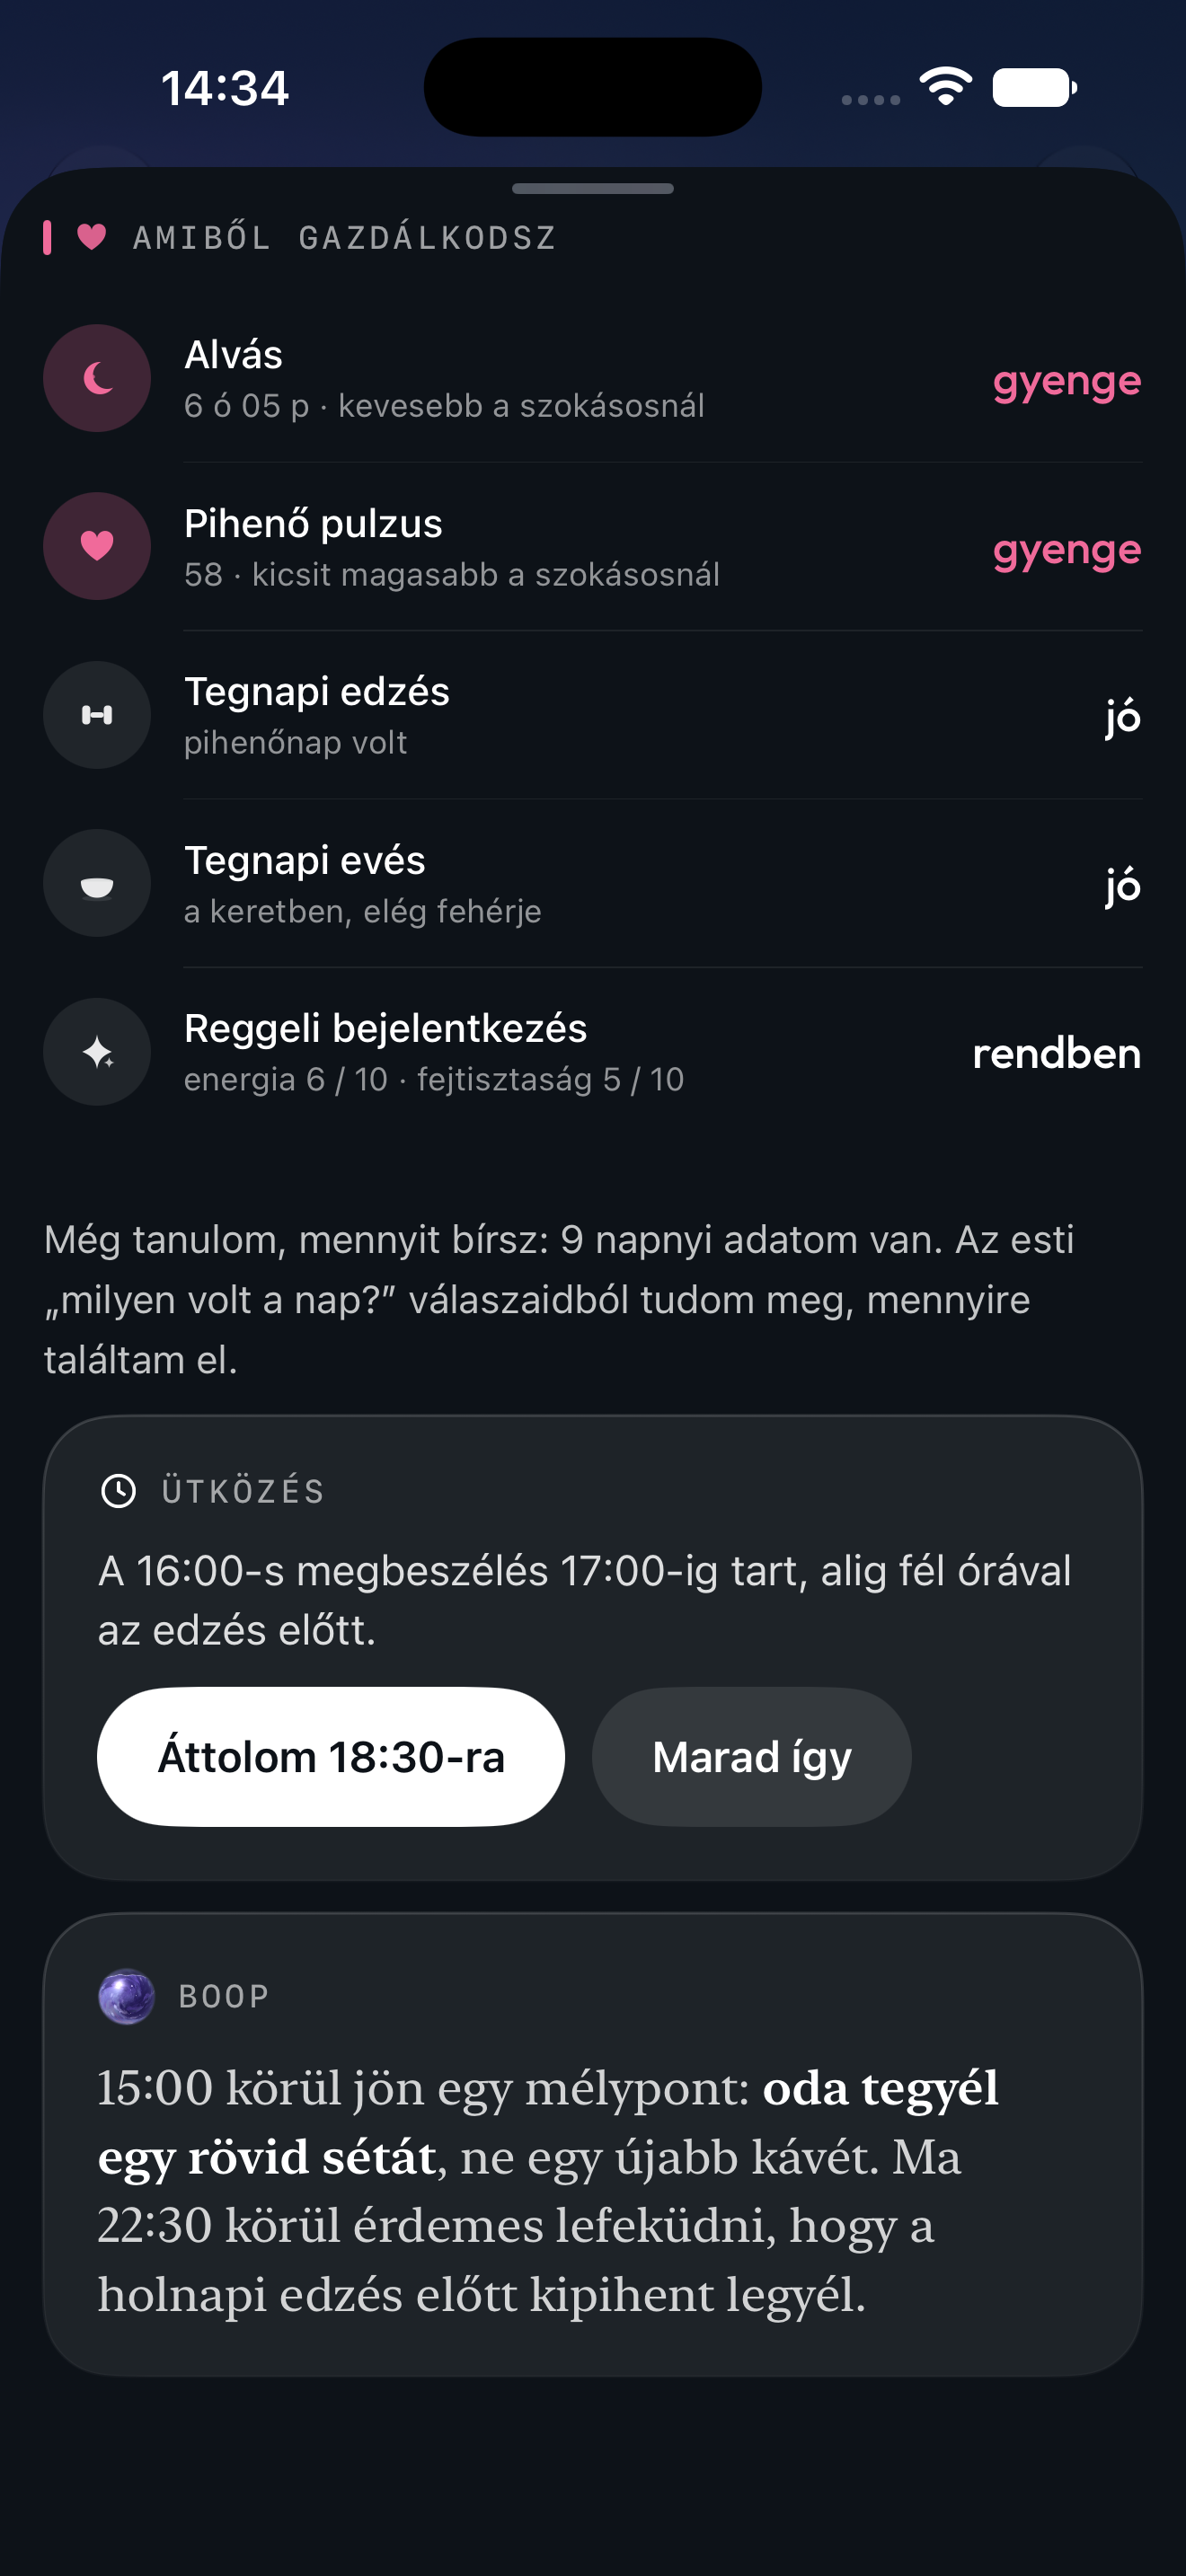 14:34
AMIBŐL GAZDÁLKODSZ
Alvás
6 ó 05 p · kevesebb a szokásosnál
gyenge
Pihenő pulzus
58 · kicsit magasabb a szokásosnál
gyenge
Tegnapi edzés
pihenőnap volt
jó
Tegnapi evés
a keretben, elég fehérje
jó
Reggeli bejelentkezés
energia 6 / 10 · fejtisztaság 5 / 10
rendben
Még tanulom, mennyit bírsz: 9 napnyi adatom van. Az esti
„milyen volt a nap?” válaszaidból tudom meg, mennyire
találtam el.
ÜTKÖZÉS
A 16:00-s megbeszélés 17:00-ig tart, alig fél órával
az edzés előtt.
Áttolom 18:30-ra
Marad így
BOOP
15:00 körül jön egy mélypont: oda tegyél
egy rövid sétát, ne egy újabb kávét. Ma
22:30 körül érdemes lefeküdni, hogy a
holnapi edzés előtt kipihent legyél.